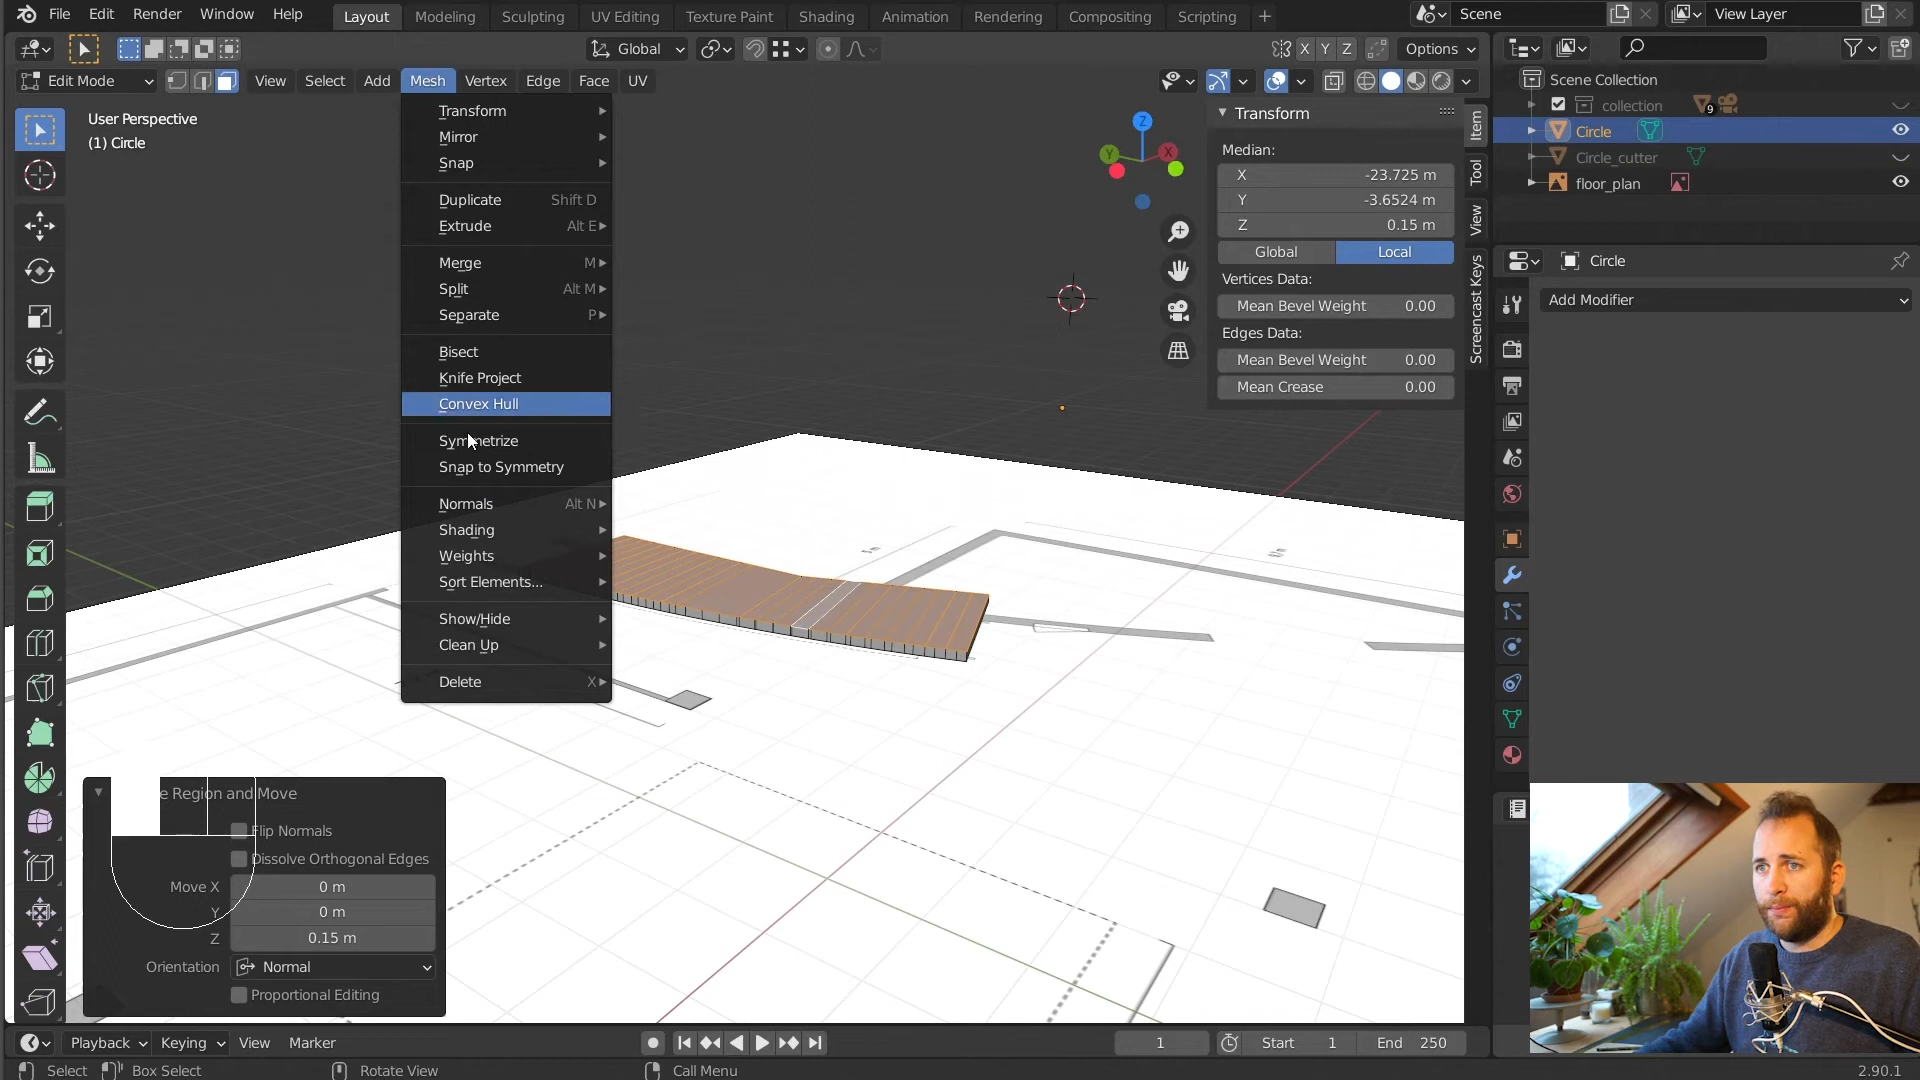 File Edit Render Window Help Layout Modeling Sculpting UV Editing Texture Paint Shading Animation Rendering Compositing Scripting + Scene View Layer
Global X Y Z Options
Edit Mode View Select Add Mesh Vertex Edge Face UV
User Perspective
(1) Circle
Transform
Mirror
Snap
Duplicate Shift D
Extrude Alt E
Merge M
Split Alt M
Separate P
Bisect
Knife Project
Convex Hull
Symmetrize
Snap to Symmetry
Normals Alt N
Shading
Weights
Sort Elements...
Show/Hide
Clean Up
Delete X
Z
Y
X
Transform
Median:
X -23.725 m
Y -3.6524 m
Z 0.15 m
Global Local
Vertices Data:
Mean Bevel Weight 0.00
Edges Data:
Mean Bevel Weight 0.00
Mean Crease 0.00
Item
Tool
View
Screencast Keys
Scene Collection
collection 9
Circle
Circle_cutter
floor_plan
Circle
Add Modifier
e Region and Move
Flip Normals
Dissolve Orthogonal Edges
Move X 0 m
Y 0 m
Z 0.15 m
Orientation Normal
Proportional Editing
Playback Keying View Marker 1 Start 1 End 250
Select Box Select Rotate View Call Menu 2.90.1